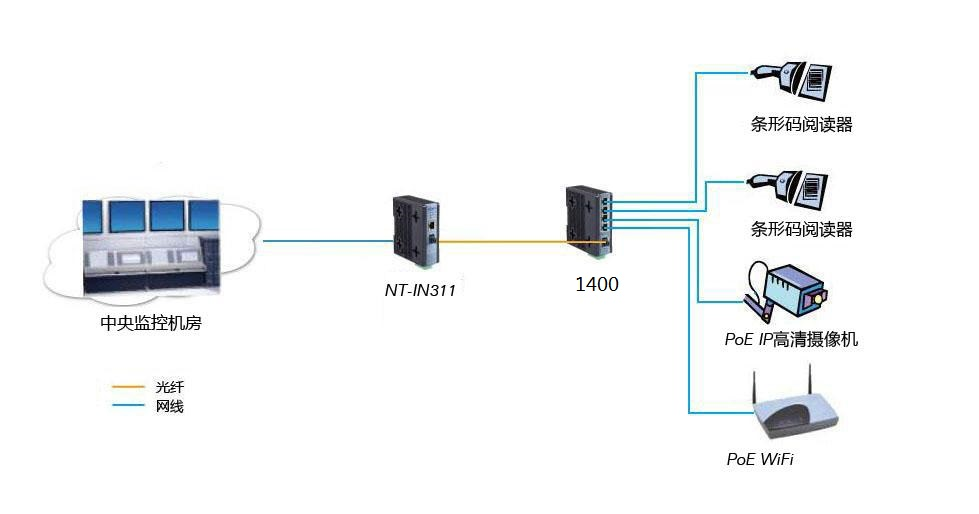 条形码阅读器
条形码阅读器
NT-IN311
1400
中央监控机房
PoE IP高清摄像机
光纤
网线
PoE WiFi